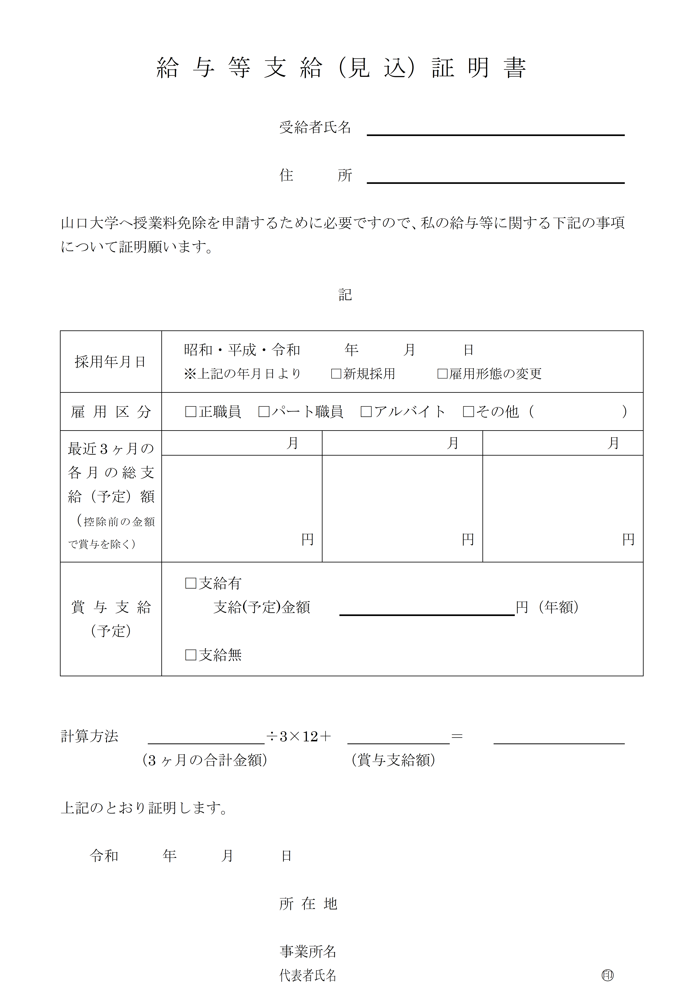 給与等支給（見込）証明書
受給者氏名
住　　　所
山口大学へ授業料免除を申請するために必要ですので、私の給与等に関する下記の事項
について証明願います。
記
採用年月日
昭和・平成・令和　　　年　　　月　　　日
※上記の年月日より　　□新規採用　　　□雇用形態の変更
雇用区分
□正職員　□パート職員　□アルバイト　□その他（　　　　　　）
最近３ヶ月の
各月の総支
給（予定）額
（控除前の金額
で賞与を除く）
月　　　月　　　月
円　　　円　　　円
賞与支給
（予定）
□支給有
支給(予定)金額　　　円（年額）
□支給無
計算方法　　　÷3×12＋　　　＝
（3ヶ月の合計金額）　　　（賞与支給額）
上記のとおり証明します。
令和　　　年　　　月　　　日
所在地
事業所名
代表者氏名　　　㊞